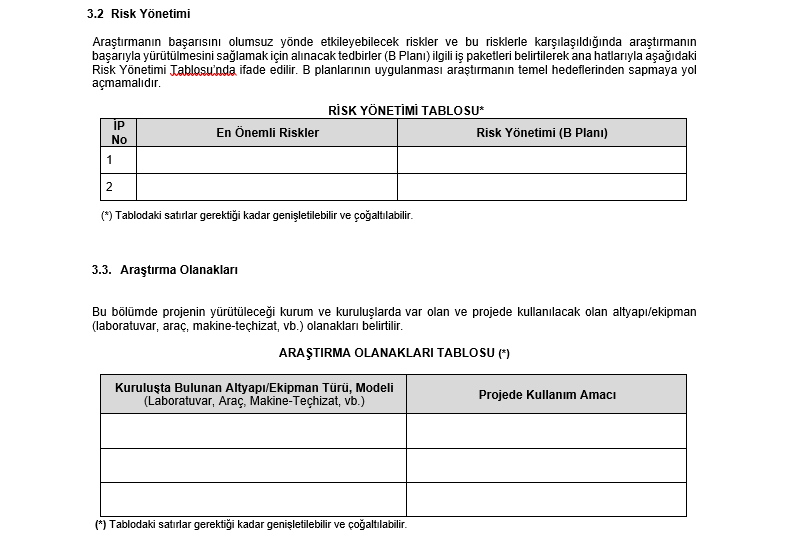 3.2 Risk Yönetimi
Araştırmanın başarısını olumsuz yönde etkileyebilecek riskler ve bu risklerle karşılaşıldığında araştırmanın
başarıyla yürütülmesini sağlamak için alınacak tedbirler (B Planı) ilgili iş paketleri belirtilerek ana hatlarıyla aşağıdaki
Risk Yönetimi Tablosu'nda ifade edilir. B planlarının uygulanması araştırmanın temel hedeflerinden sapmaya yol
açmamalıdır.
RİSK YÖNETİMİ TABLOSU*
İP
No
En Önemli Riskler
Risk Yönetimi (B Planı)
1
2
(*) Tablodaki satırlar gerektiği kadar genişletilebilir ve çoğaltılabilir.
3.3. Araştırma Olanakları
Bu bölümde projenin yürütüleceği kurum ve kuruluşlarda var olan ve projede kullanılacak olan altyapı/ekipman
(laboratuvar, araç, makine-teçhizat, vb.) olanakları belirtilir.
ARAŞTIRMA OLANAKLARI TABLOSU (*)
Kuruluşta Bulunan Altyapı/Ekipman Türü, Modeli
(Laboratuvar, Araç, Makine-Teçhizat, vb.)
Projede Kullanım Amacı
(*) Tablodaki satırlar gerektiği kadar genişletilebilir ve çoğaltılabilir.